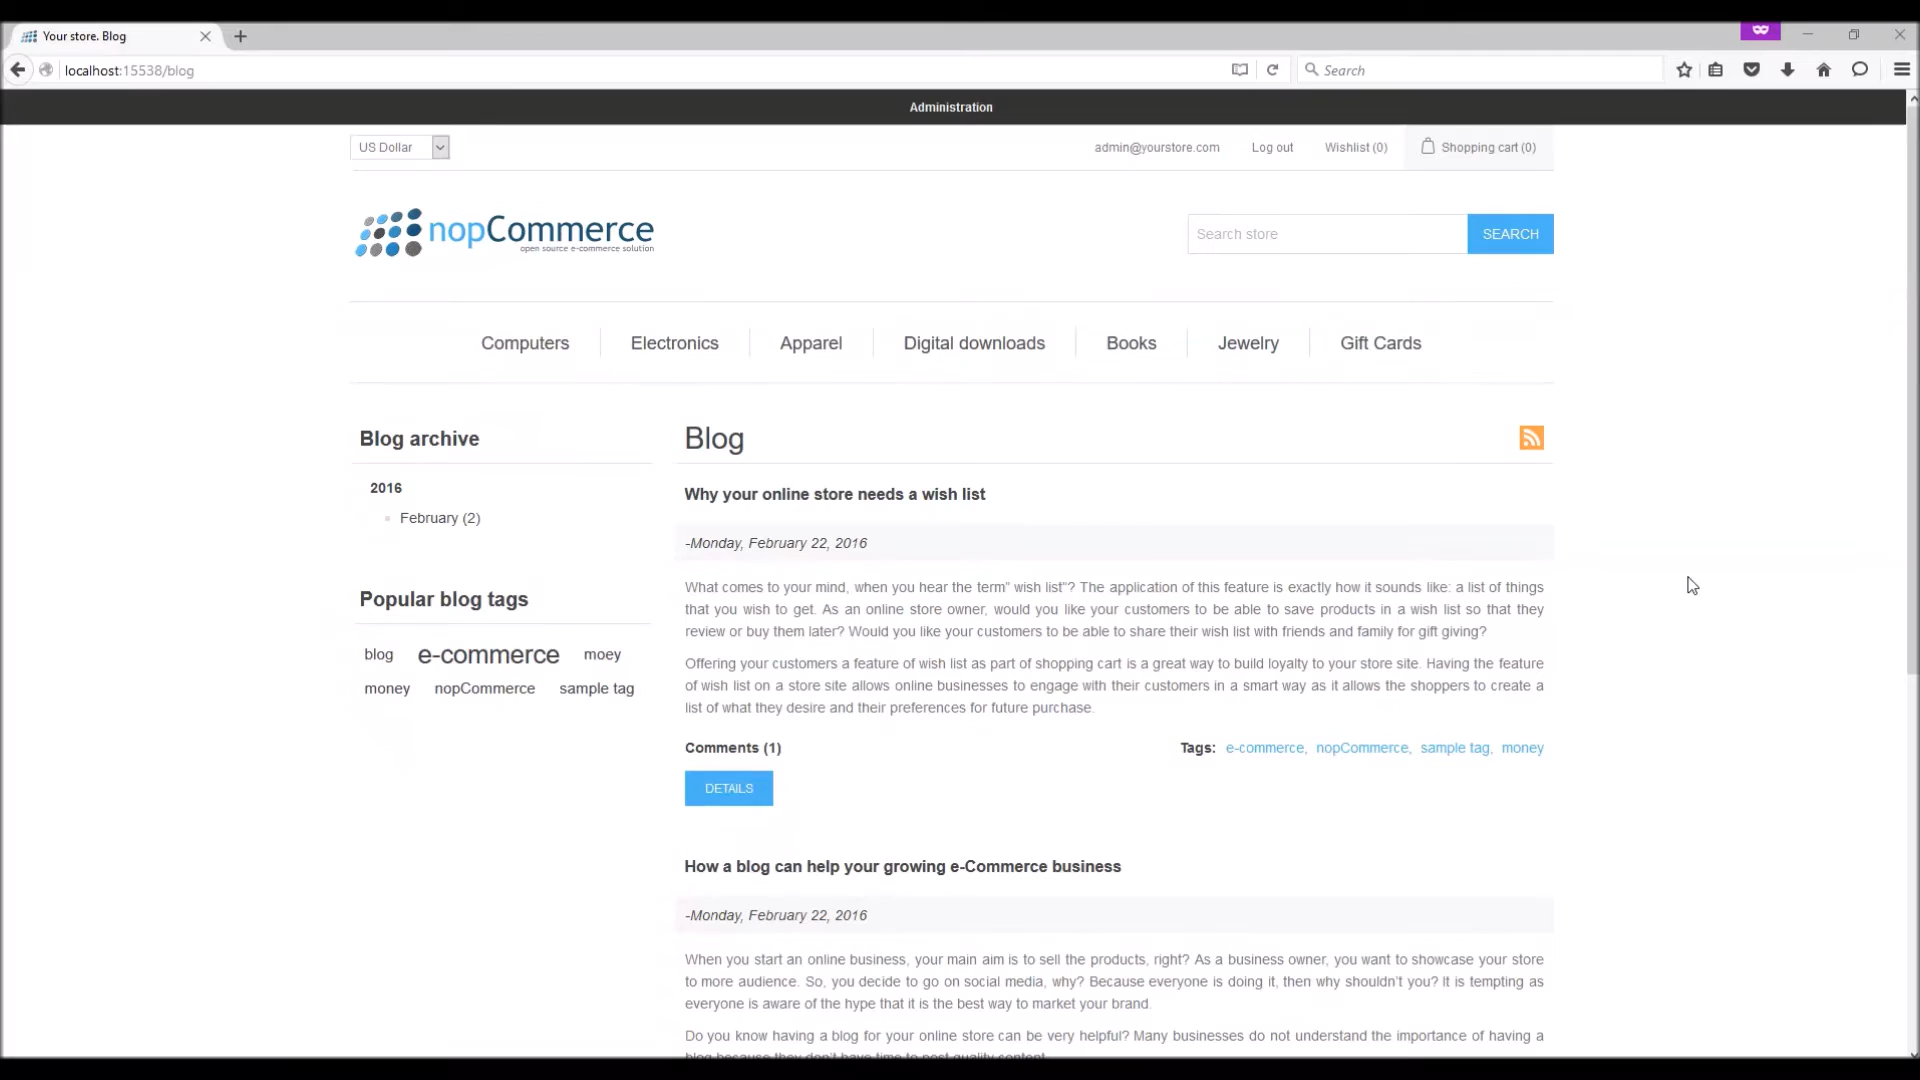 Your store. Blog
localhost:15538/blog
Search
Administration
US Dollar
admin@yourstore.com
Log out
Wishlist (0)
Shopping cart (0)
nopCommerce
open source e-commerce solution
Search store
SEARCH
Computers
Electronics
Apparel
Digital downloads
Books
Jewelry
Gift Cards
Blog archive
2016
February (2)
Popular blog tags
blog e-commerce moey
money nopCommerce sample tag
Blog
Why your online store needs a wish list
-Monday, February 22, 2016
What comes to your mind, when you hear the term” wish list“? The application of this feature is exactly how it sounds like: a list of things
that you wish to get. As an online store owner, would you like your customers to be able to save products in a wish list so that they
review or buy them later? Would you like your customers to be able to share their wish list with friends and family for gift giving?
Offering your customers a feature of wish list as part of shopping cart is a great way to build loyalty to your store site. Having the feature
of wish list on a store site allows online businesses to engage with their customers in a smart way as it allows the shoppers to create a
list of what they desire and their preferences for future purchase.
Comments (1)
Tags: e-commerce, nopCommerce, sample tag, money
DETAILS
How a blog can help your growing e-Commerce business
-Monday, February 22, 2016
When you start an online business, your main aim is to sell the products, right? As a business owner, you want to showcase your store
to more audience. So, you decide to go on social media, why? Because everyone is doing it, then why shouldn’t you? It is tempting as
everyone is aware of the hype that it is the best way to market your brand.
Do you know having a blog for your online store can be very helpful? Many businesses do not understand the importance of having a
blog because they don’t have time to post quality content.